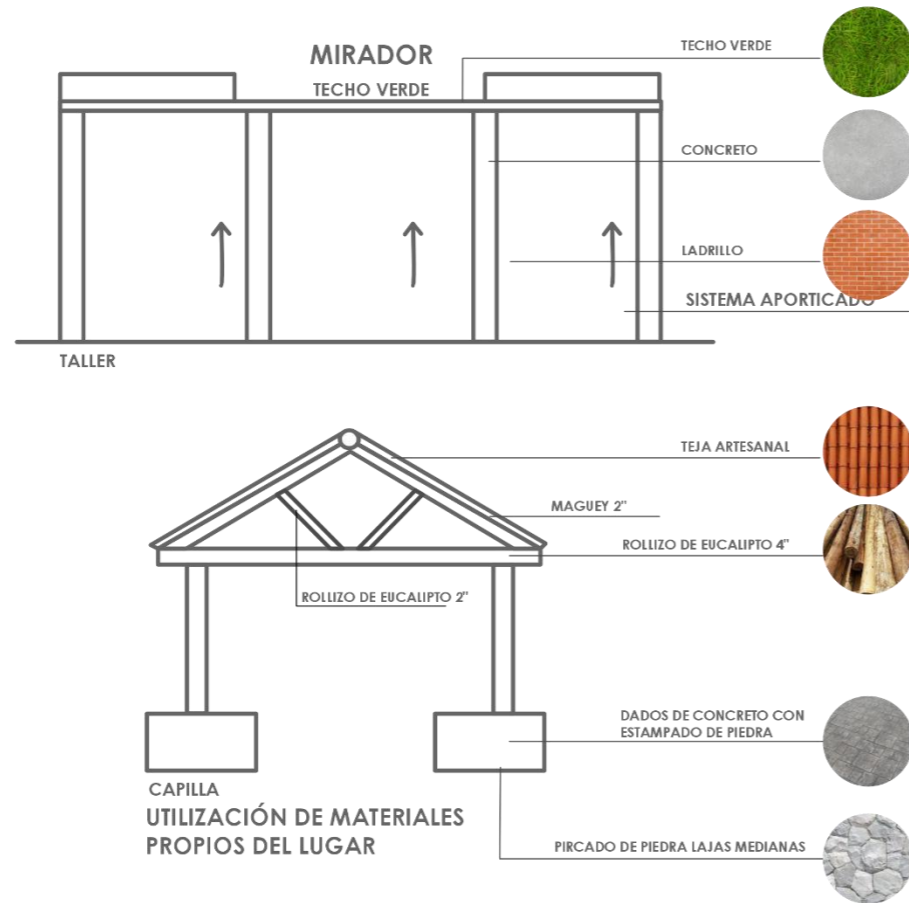 MIRADOR
TECHO VERDE
TECHO VERDE
CONCRETO
LADRILLO
SISTEMA APORTICADO
TALLER
TEJA ARTESANAL
MAGUEY 2"
ROLLIZO DE EUCALIPTO 4"
ROLLIZO DE EUCALIPTO 2"
DADOS DE CONCRETO CON
ESTAMPADO DE PIEDRA
CAPILLA
UTILIZACIÓN DE MATERIALES
PROPIOS DEL LUGAR
PIRCADO DE PIEDRA LAJAS MEDIANAS